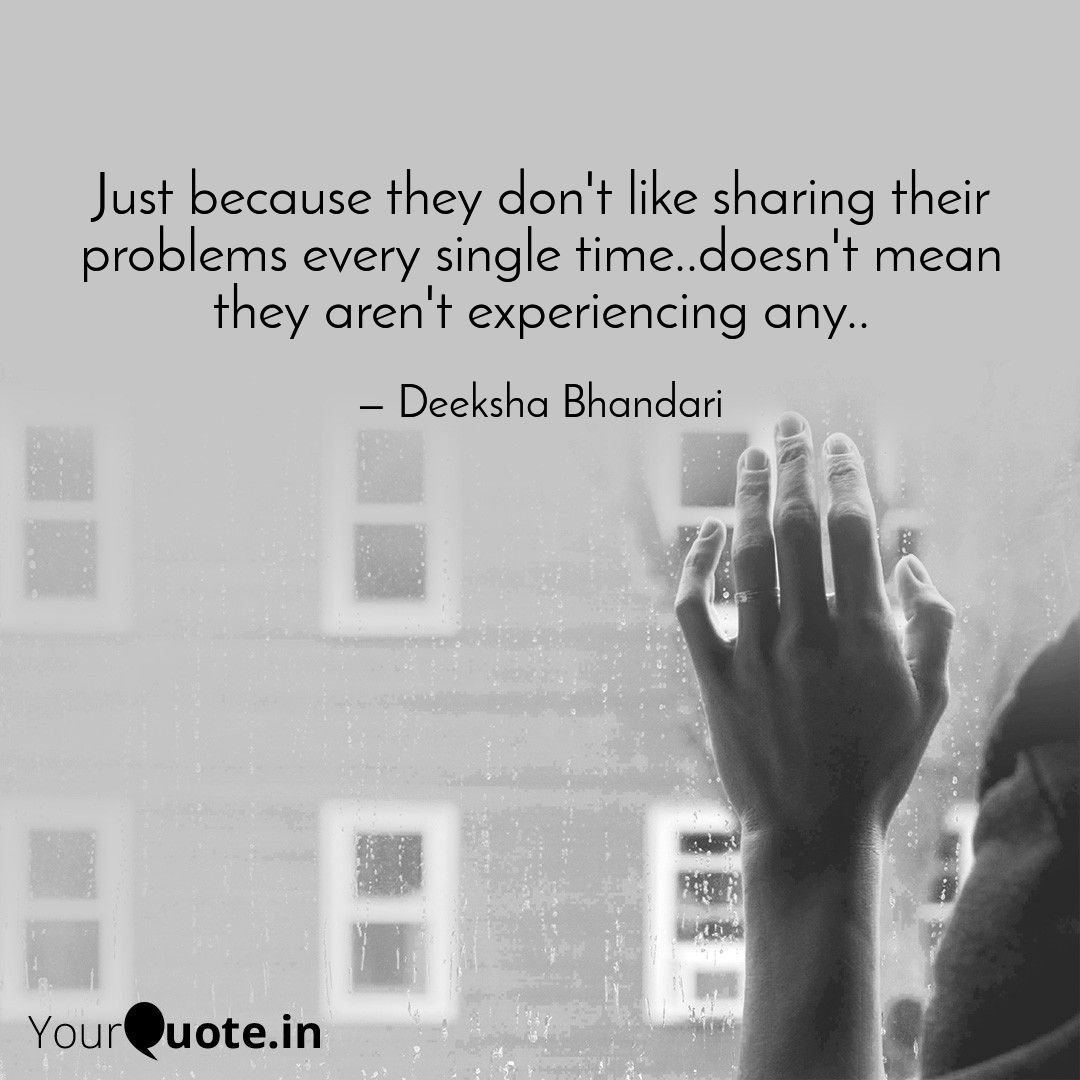 Just because they don't like sharing their
problems every single time..doesn't mean
they aren't experiencing any..
– Deeksha Bhandari
YourQuote.in